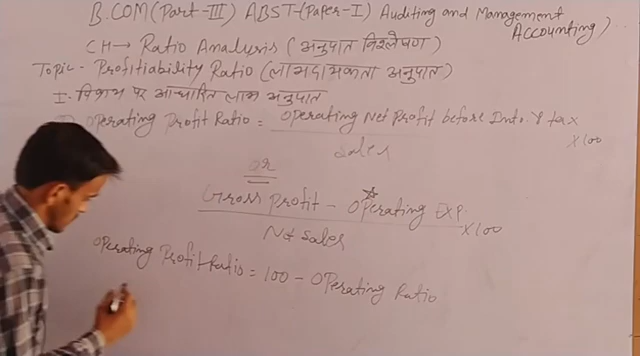 B.COM (Part-III) ABST-(Paper-I) Auditing and Management Accounting)
CH→ Ratio Analysis (अनुपात विश्लेषण)
Topic - Profitiability Ratio (लाभदायकता अनुपात)
I - विक्रय पर आधारित लाभ अनुपात
Operating Profit Ratio = Operating Net Profit before Int. & tax
Sales
×100
or
Gross profit - Operating Exp.
Net sales
×100
Operating Profit Ratio = 100 - Operating Ratio